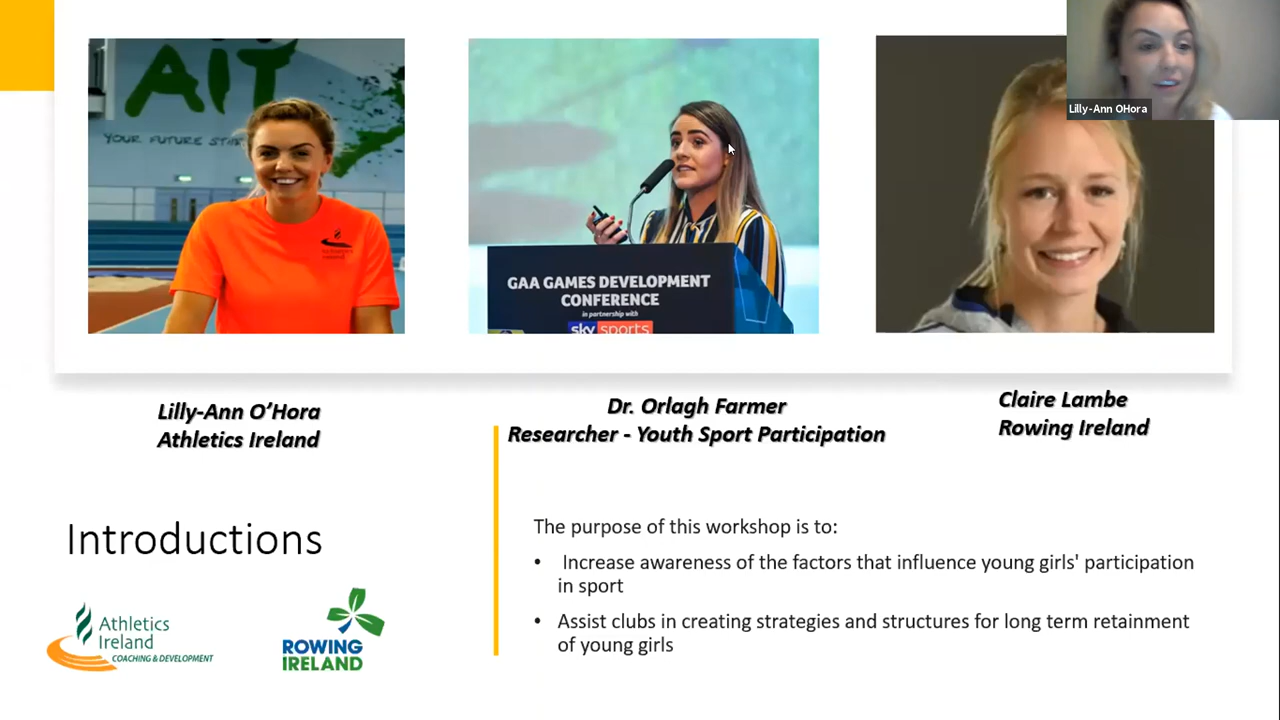 AIT
YOUR FUTURE
Athletics
Ireland
GAA GAMES DEVELOPMENT
CONFERENCE
in partnership with
sky sports
Lilly-Ann OHora
Lilly-Ann O'Hora
Athletics Ireland
Dr. Orlagh Farmer
Researcher - Youth Sport Participation
Claire Lambe
Rowing Ireland
Introductions
The purpose of this workshop is to:
• Increase awareness of the factors that influence young girls' participation
in sport
• Assist clubs in creating strategies and structures for long term retainment
of young girls
Athletics
Ireland
COACHING & DEVELOPMENT
ROWING
IRELAND